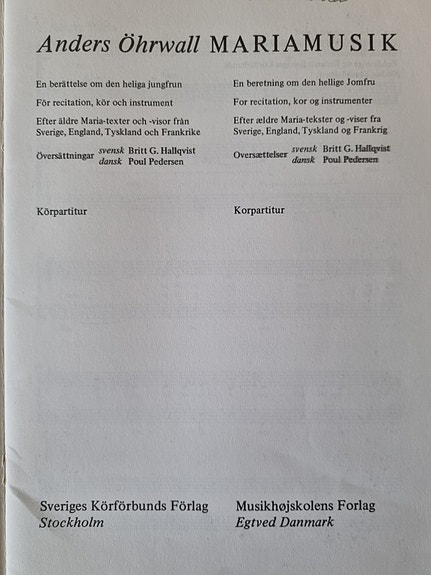 Anders Öhrwall MARIAMUSIK
En berättelse om den heliga jungfrun
För recitation, kör och instrument
Efter äldre Maria-texter och -visor från
Sverige, England, Tyskland och Frankrike
Översättningar svensk Britt G. Hallqvist
dansk Poul Pedersen
Körpartitur
En beretning om den hellige Jomfru
For recitation, kor og instrumenter
Efter ældre Maria-tekster og -viser fra
Sverige, England, Tyskland og Frankrig
Oversættelser svensk Britt G. Hallqvist
dansk Poul Pedersen
Korpartitur
Sveriges Körförbunds Förlag
Stockholm
Musikhøjskolens Forlag
Egtved Danmark